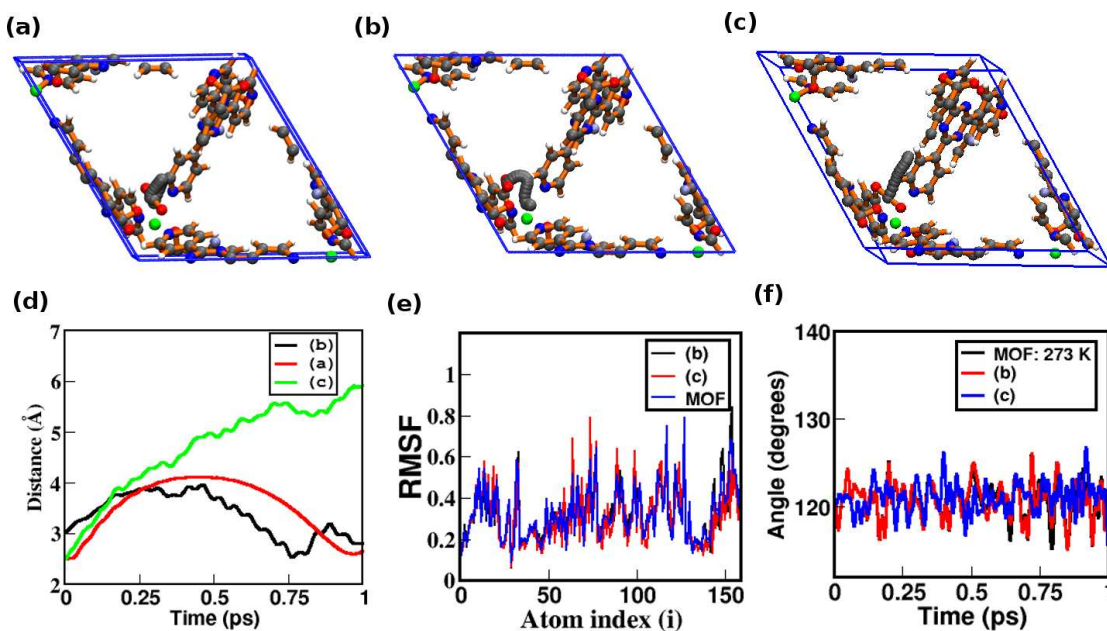 (a)
(b)
(c)
(d)
7
6
5
4
3
2
Distance (Å)
(b)
(a)
(c)
0
0.25
0.5
0.75
1
Time (ps)
(e)
1
0.8
0.6
0.4
0.2
0
RMSF
(b)
(c)
MOF
0
50
100
150
Atom index (i)
(f)
140
130
120
Angle (degrees)
MOF: 273 K
(b)
(c)
0
0.25
0.5
0.75
1
Time (ps)